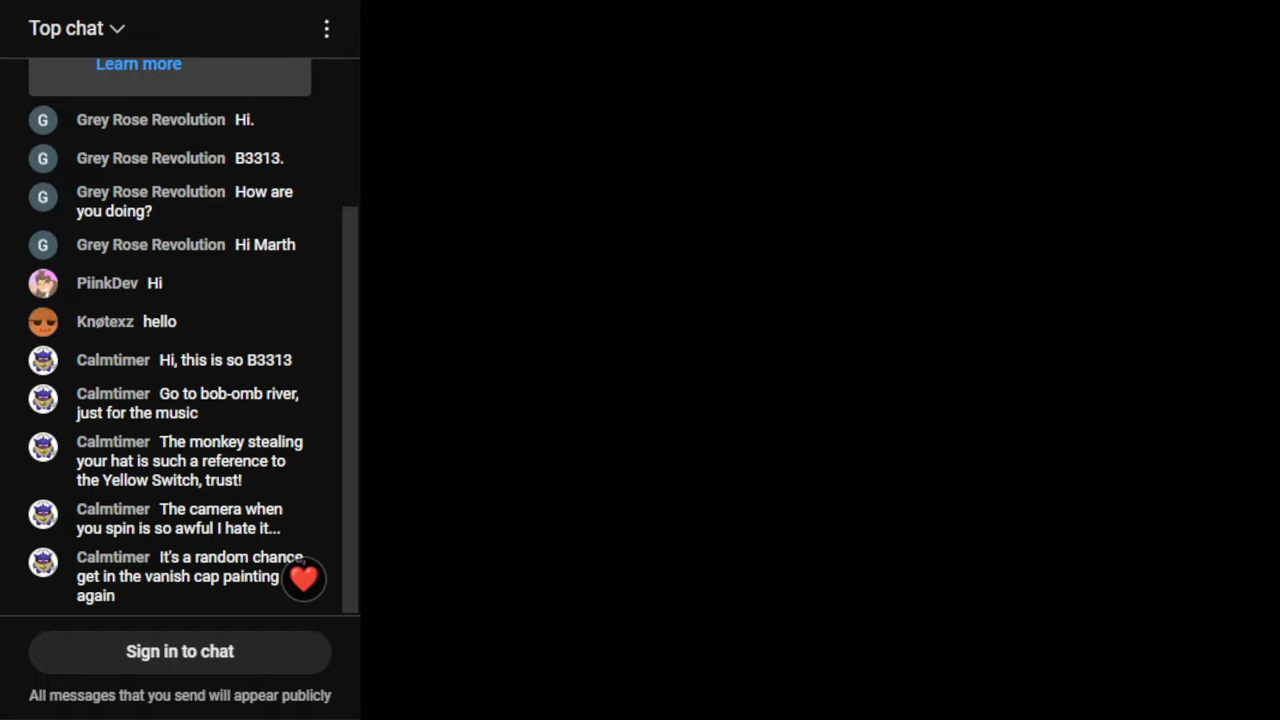 Top chat
Learn more
G Grey Rose Revolution Hi.
G Grey Rose Revolution B3313.
G Grey Rose Revolution How are
you doing?
G Grey Rose Revolution Hi Marth
PiinkDev Hi
Knøtexz hello
Calmtimer Hi, this is so B3313
Calmtimer Go to bob-omb river,
just for the music
Calmtimer The monkey stealing
your hat is such a reference to
the Yellow Switch, trust!
Calmtimer The camera when
you spin is so awful I hate it...
Calmtimer It's a random chance,
get in the vanish cap painting
again
Sign in to chat
All messages that you send will appear publicly